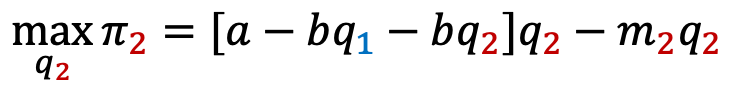 max π₂ = [a − bq₁ − bq₂]q₂ − m₂q₂
q₂